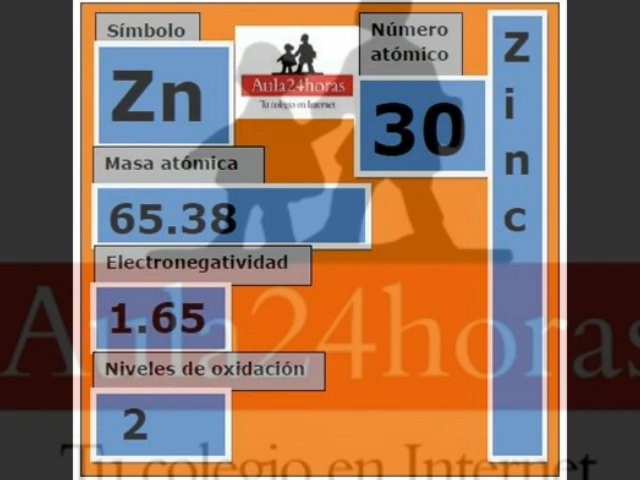 Símbolo
Zn
Aula24horas
Tu colegio en Internet
Número
atómico
30
Zinc
Masa atómica
65.38
Electronegatividad
1.65
Niveles de oxidación
2
Aula24horas
Tu colegio en Internet